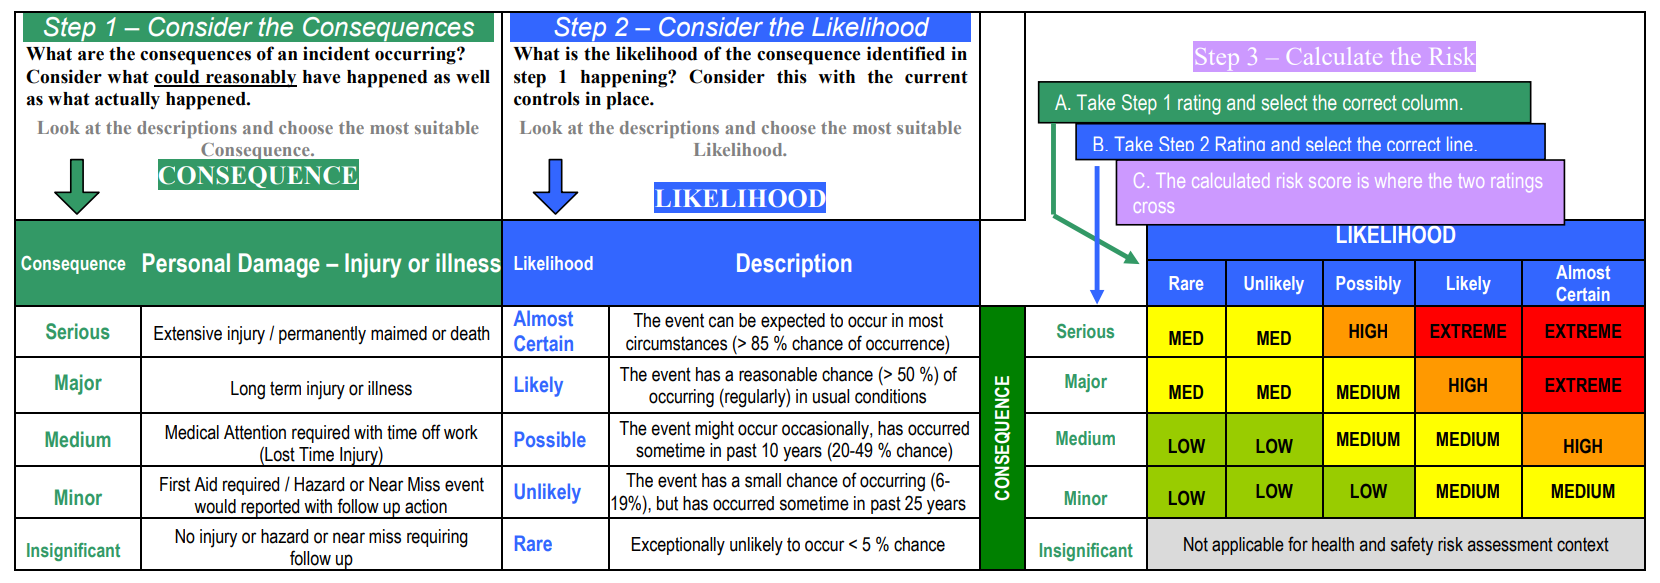 Step 1 – Consider the Consequences
What are the consequences of an incident occurring?
Consider what could reasonably have happened as well
as what actually happened.
Look at the descriptions and choose the most suitable
Consequence.
CONSEQUENCE
Step 2 – Consider the Likelihood
What is the likelihood of the consequence identified in
step 1 happening? Consider this with the current
controls in place.
Look at the descriptions and choose the most suitable
Likelihood.
LIKELIHOOD
Step 3 – Calculate the Risk
A. Take Step 1 rating and select the correct column.
B. Take Step 2 Rating and select the correct line.
C. The calculated risk score is where the two ratings
cross
Consequence
Personal Damage – Injury or illness
Serious
Extensive injury / permanently maimed or death
Major
Long term injury or illness
Medium
Medical Attention required with time off work
(Lost Time Injury)
Minor
First Aid required / Hazard or Near Miss event
would reported with follow up action
Insignificant
No injury or hazard or near miss requiring
follow up
Likelihood
Description
Almost
Certain
The event can be expected to occur in most
circumstances (> 85 % chance of occurrence)
Likely
The event has a reasonable chance (> 50 %) of
occurring (regularly) in usual conditions
Possible
The event might occur occasionally, has occurred
sometime in past 10 years (20-49 % chance)
Unlikely
The event has a small chance of occurring (6-
19%), but has occurred sometime in past 25 years
Rare
Exceptionally unlikely to occur < 5 % chance
LIKELIHOOD
Rare
Unlikely
Possibly
Likely
Almost
Certain
CONSEQUENCE
Serious
MED
MED
HIGH
EXTREME
EXTREME
Major
MED
MED
MEDIUM
HIGH
EXTREME
Medium
LOW
LOW
MEDIUM
MEDIUM
HIGH
Minor
LOW
LOW
LOW
MEDIUM
MEDIUM
Insignificant
Not applicable for health and safety risk assessment context